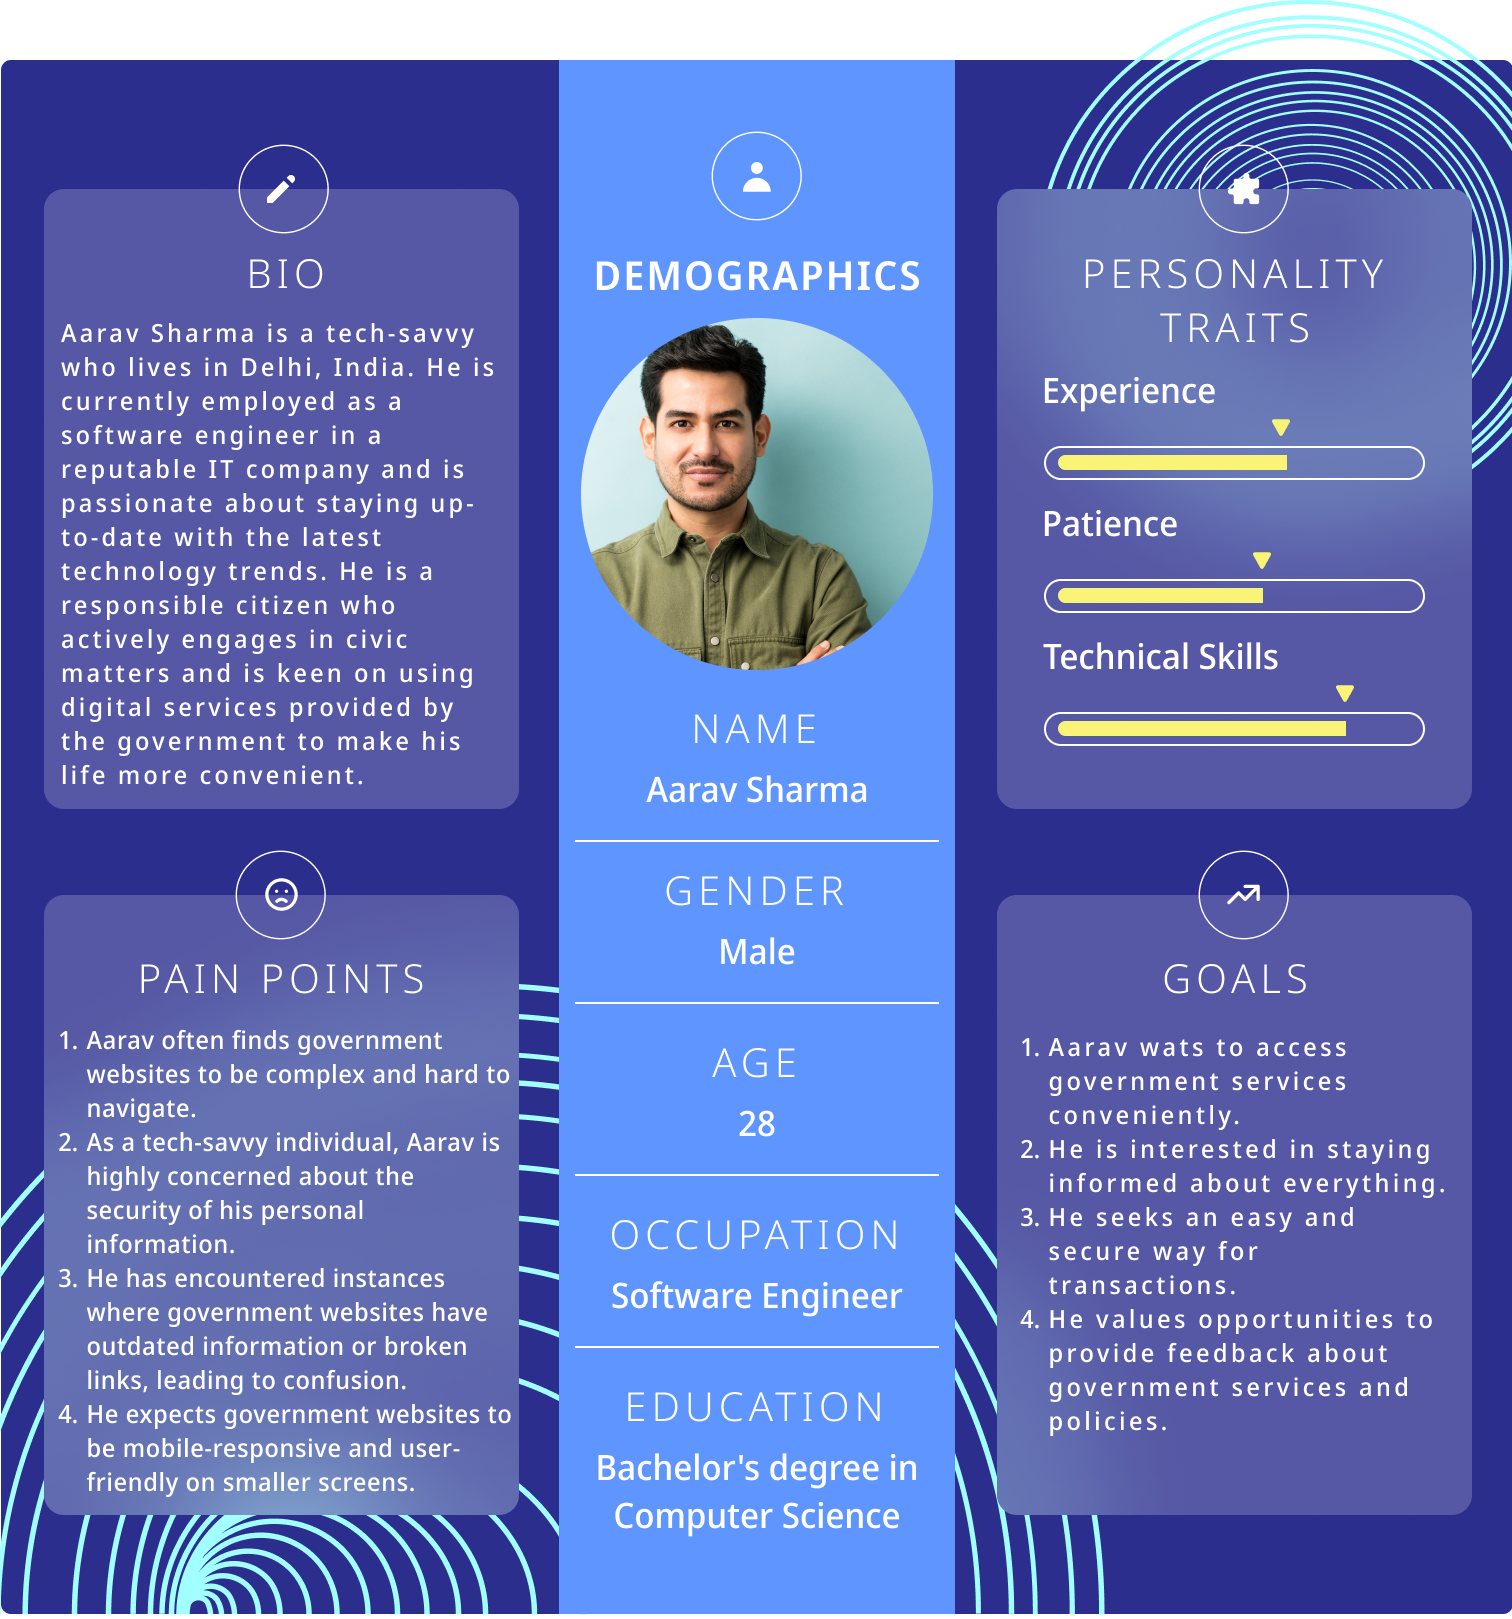 BIO
Aarav Sharma is a tech-savvy
who lives in Delhi, India. He is
currently employed as a
software engineer in a
reputable IT company and is
passionate about staying up-
to-date with the latest
technology trends. He is a
responsible citizen who
actively engages in civic
matters and is keen on using
digital services provided by
the government to make his
life more convenient.
PAIN POINTS
1. Aarav often finds government
websites to be complex and hard to
navigate.
2. As a tech-savvy individual, Aarav is
highly concerned about the
security of his personal
information.
3. He has encountered instances
where government websites have
outdated information or broken
links, leading to confusion.
4. He expects government websites to
be mobile-responsive and user-
friendly on smaller screens.
DEMOGRAPHICS
NAME
Aarav Sharma
GENDER
Male
AGE
28
OCCUPATION
Software Engineer
EDUCATION
Bachelor's degree in
Computer Science
PERSONALITY
TRAITS
Experience
Patience
Technical Skills
GOALS
1. Aarav wats to access
government services
conveniently.
2. He is interested in staying
informed about everything.
3. He seeks an easy and
secure way for
transactions.
4. He values opportunities to
provide feedback about
government services and
policies.